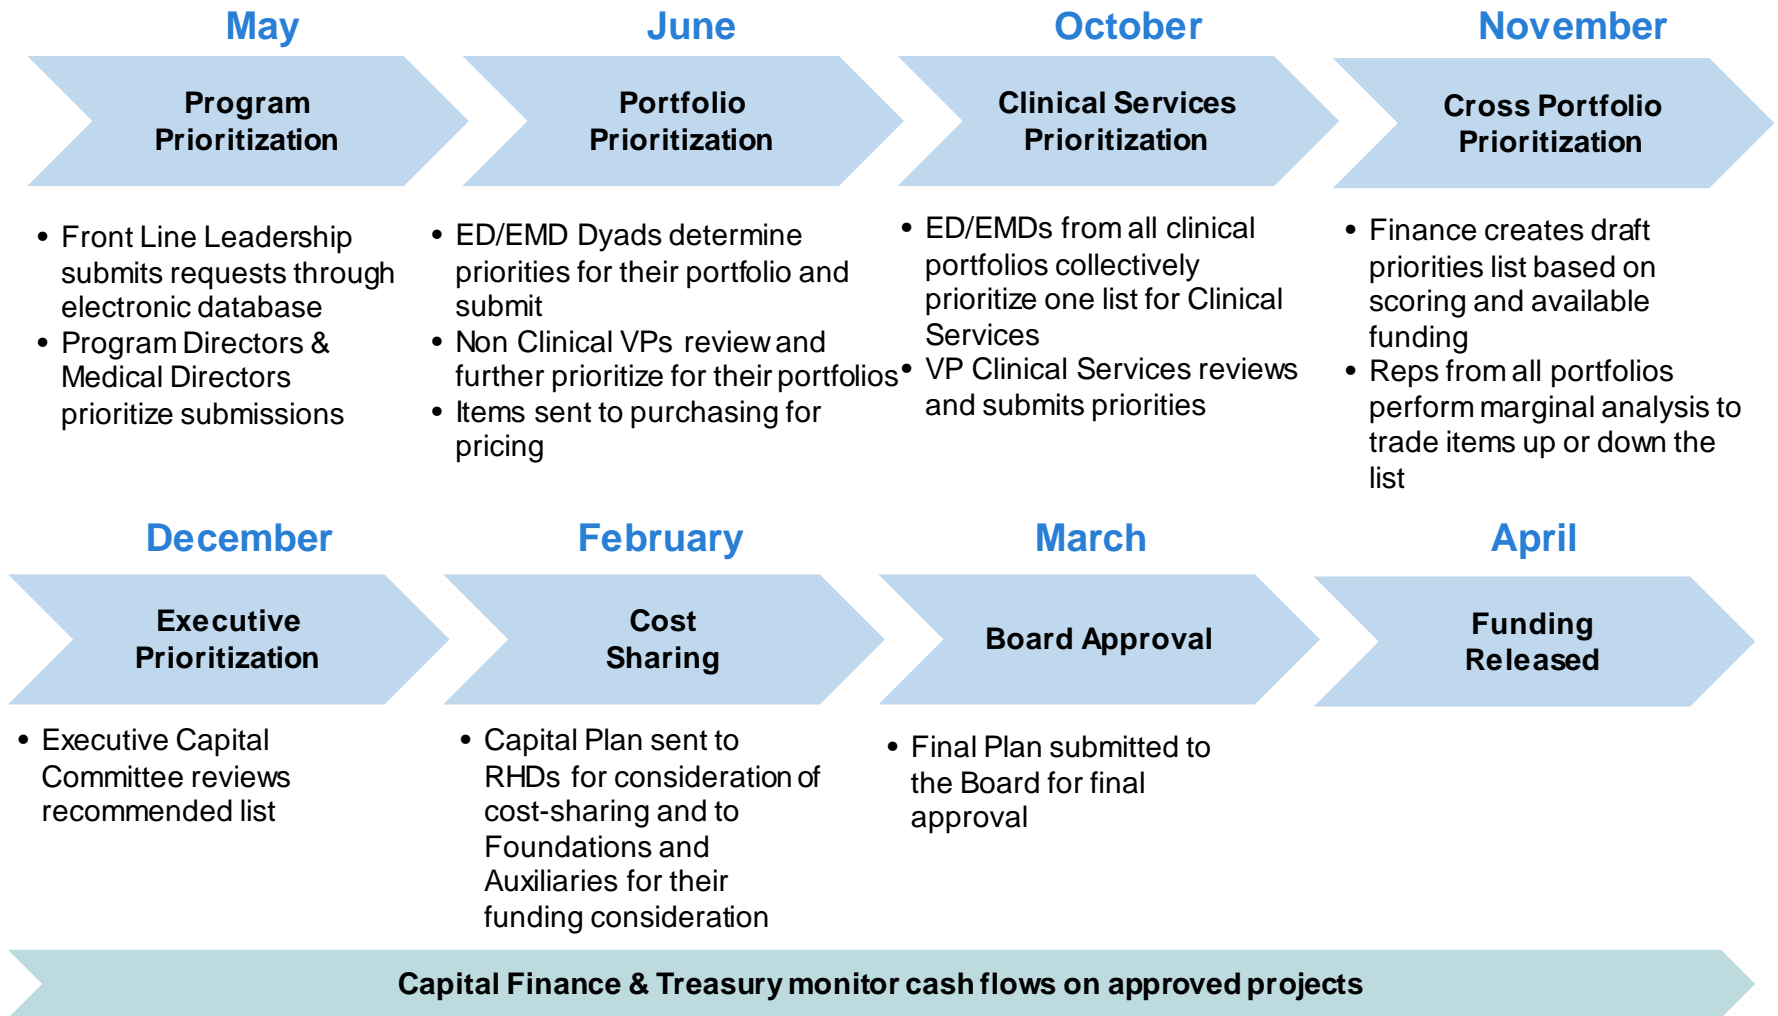 May
Program
Prioritization
• Front Line Leadership
submits requests through
electronic database
• Program Directors &
Medical Directors
prioritize submissions
June
Portfolio
Prioritization
• ED/EMD Dyads determine
priorities for their portfolio and
submit
• Non Clinical VPs review and
further prioritize for their portfolios
• Items sent to purchasing for
pricing
October
Clinical Services
Prioritization
• ED/EMDs from all clinical
portfolios collectively
prioritize one list for Clinical
Services
• VP Clinical Services reviews
and submits priorities
November
Cross Portfolio
Prioritization
• Finance creates draft
priorities list based on
scoring and available
funding
• Reps from all portfolios
perform marginal analysis to
trade items up or down the
list
December
Executive
Prioritization
• Executive Capital
Committee reviews
recommended list
February
Cost
Sharing
• Capital Plan sent to
RHDs for consideration of
cost-sharing and to
Foundations and
Auxiliaries for their
funding consideration
March
Board Approval
• Final Plan submitted to
the Board for final
approval
April
Funding
Released
Capital Finance & Treasury monitor cash flows on approved projects